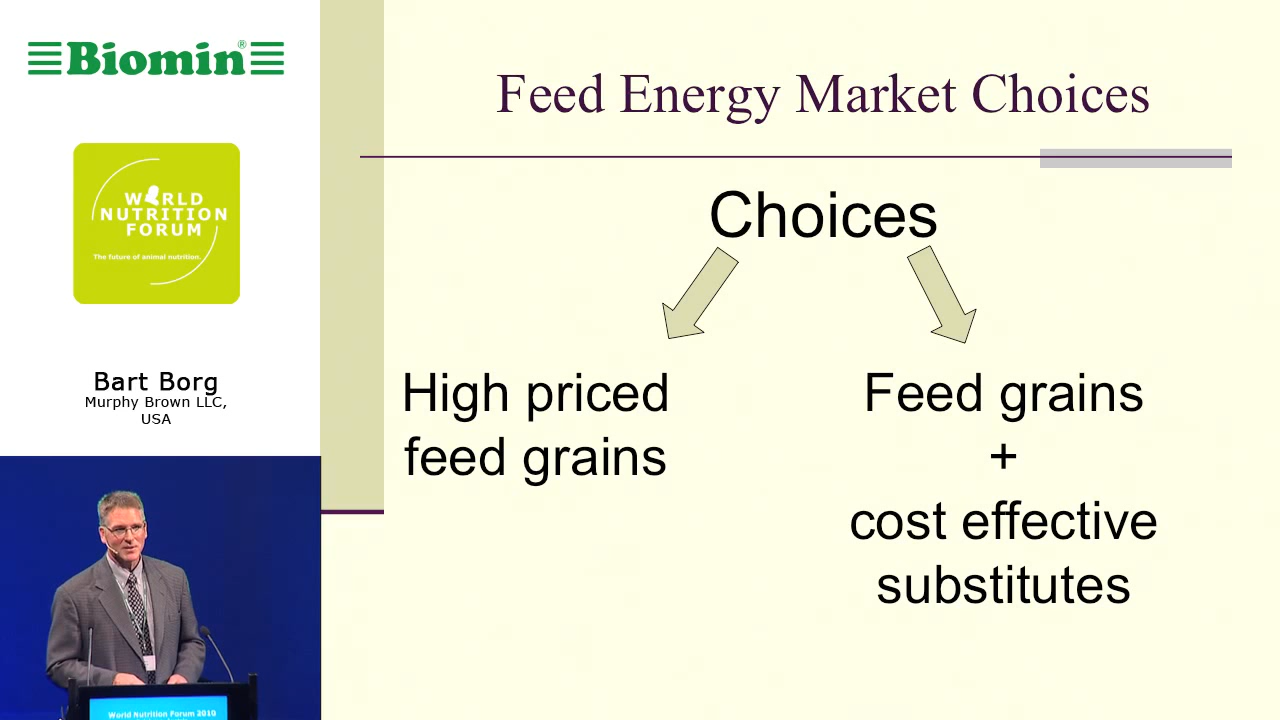 Biomin®
WORLD
NUTRITION
FORUM
The future of animal nutrition.
Bart Borg
Murphy Brown LLC,
USA
World Nutrition Forum 2010
Feed Energy Market Choices
Choices
High priced
feed grains
Feed grains
+
cost effective
substitutes